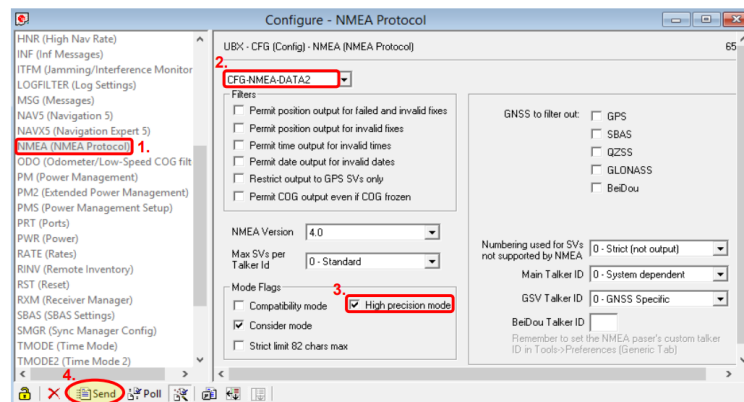 Configure - NMEA Protocol
HNR (High Nav Rate)
INF (Inf Messages)
ITFM (Jamming/Interference Monitor
LOGFILTER (Log Settings)
MSG (Messages)
NAV5 (Navigation 5)
NAVX5 (Navigation Expert 5)
NMEA (NMEA Protocol) 1.
ODO (Odometer/Low-Speed COG filt
PM (Power Management)
PM2 (Extended Power Management)
PMS (Power Management Setup)
PRT (Ports)
PWR (Power)
RATE (Rates)
RINV (Remote Inventory)
RST (Reset)
RXM (Receiver Manager)
SBAS (SBAS Settings)
SMGR (Sync Manager Config)
TMODE (Time Mode)
TMODE2 (Time Mode 2)
UBX - CFG (Config) - NMEA (NMEA Protocol) 65
2.
CFG-NMEA-DATA2
Filters
Permit position output for failed and invalid fixes
Permit position output for invalid fixes
Permit time output for invalid times
Permit date output for invalid dates
Restrict output to GPS SVs only
Permit COG output even if COG frozen
NMEA Version 4.0
Max SVs per
Talker Id 0 - Standard
Mode Flags 3.
Compatibility mode High precision mode
Consider mode
Strict limit 82 chars max
GNSS to filter out: GPS
SBAS
QZSS
GLONASS
BeiDou
Numbering used for SVs
not supported by NMEA 0 - Strict (not output)
Main Talker ID 0 - System dependent
GSV Talker ID 0 - GNSS Specific
BeiDou Talker ID
Remember to set the NMEA paser's custom talker
ID in Tools->Preferences (Generic Tab)
4.
Send Poll